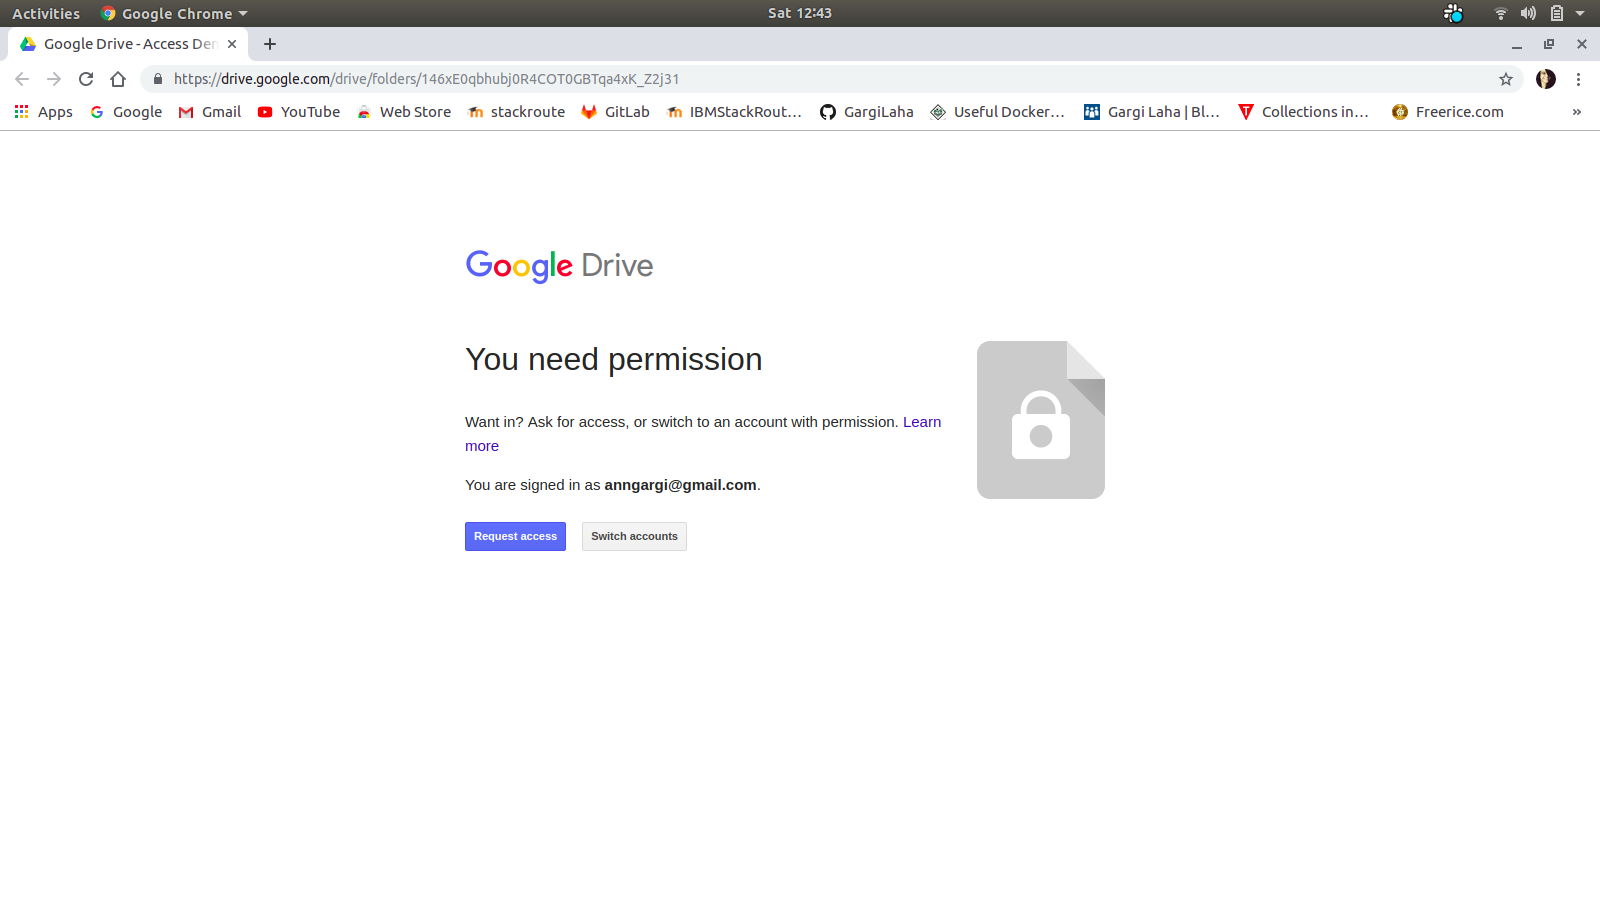 Activities Google Chrome Sat 12:43
Google Drive - Access Den
https://drive.google.com/drive/folders/146xE0qbhubj0R4COT0GBTqa4xK_Z2j31
Apps Google Gmail YouTube Web Store stackroute GitLab IBMStackRout... GargiLaha Useful Docker... Gargi Laha | Bl... Collections in... Freerice.com »
Google Drive
You need permission
Want in? Ask for access, or switch to an account with permission. Learn
more
You are signed in as anngargi@gmail.com.
Request access Switch accounts